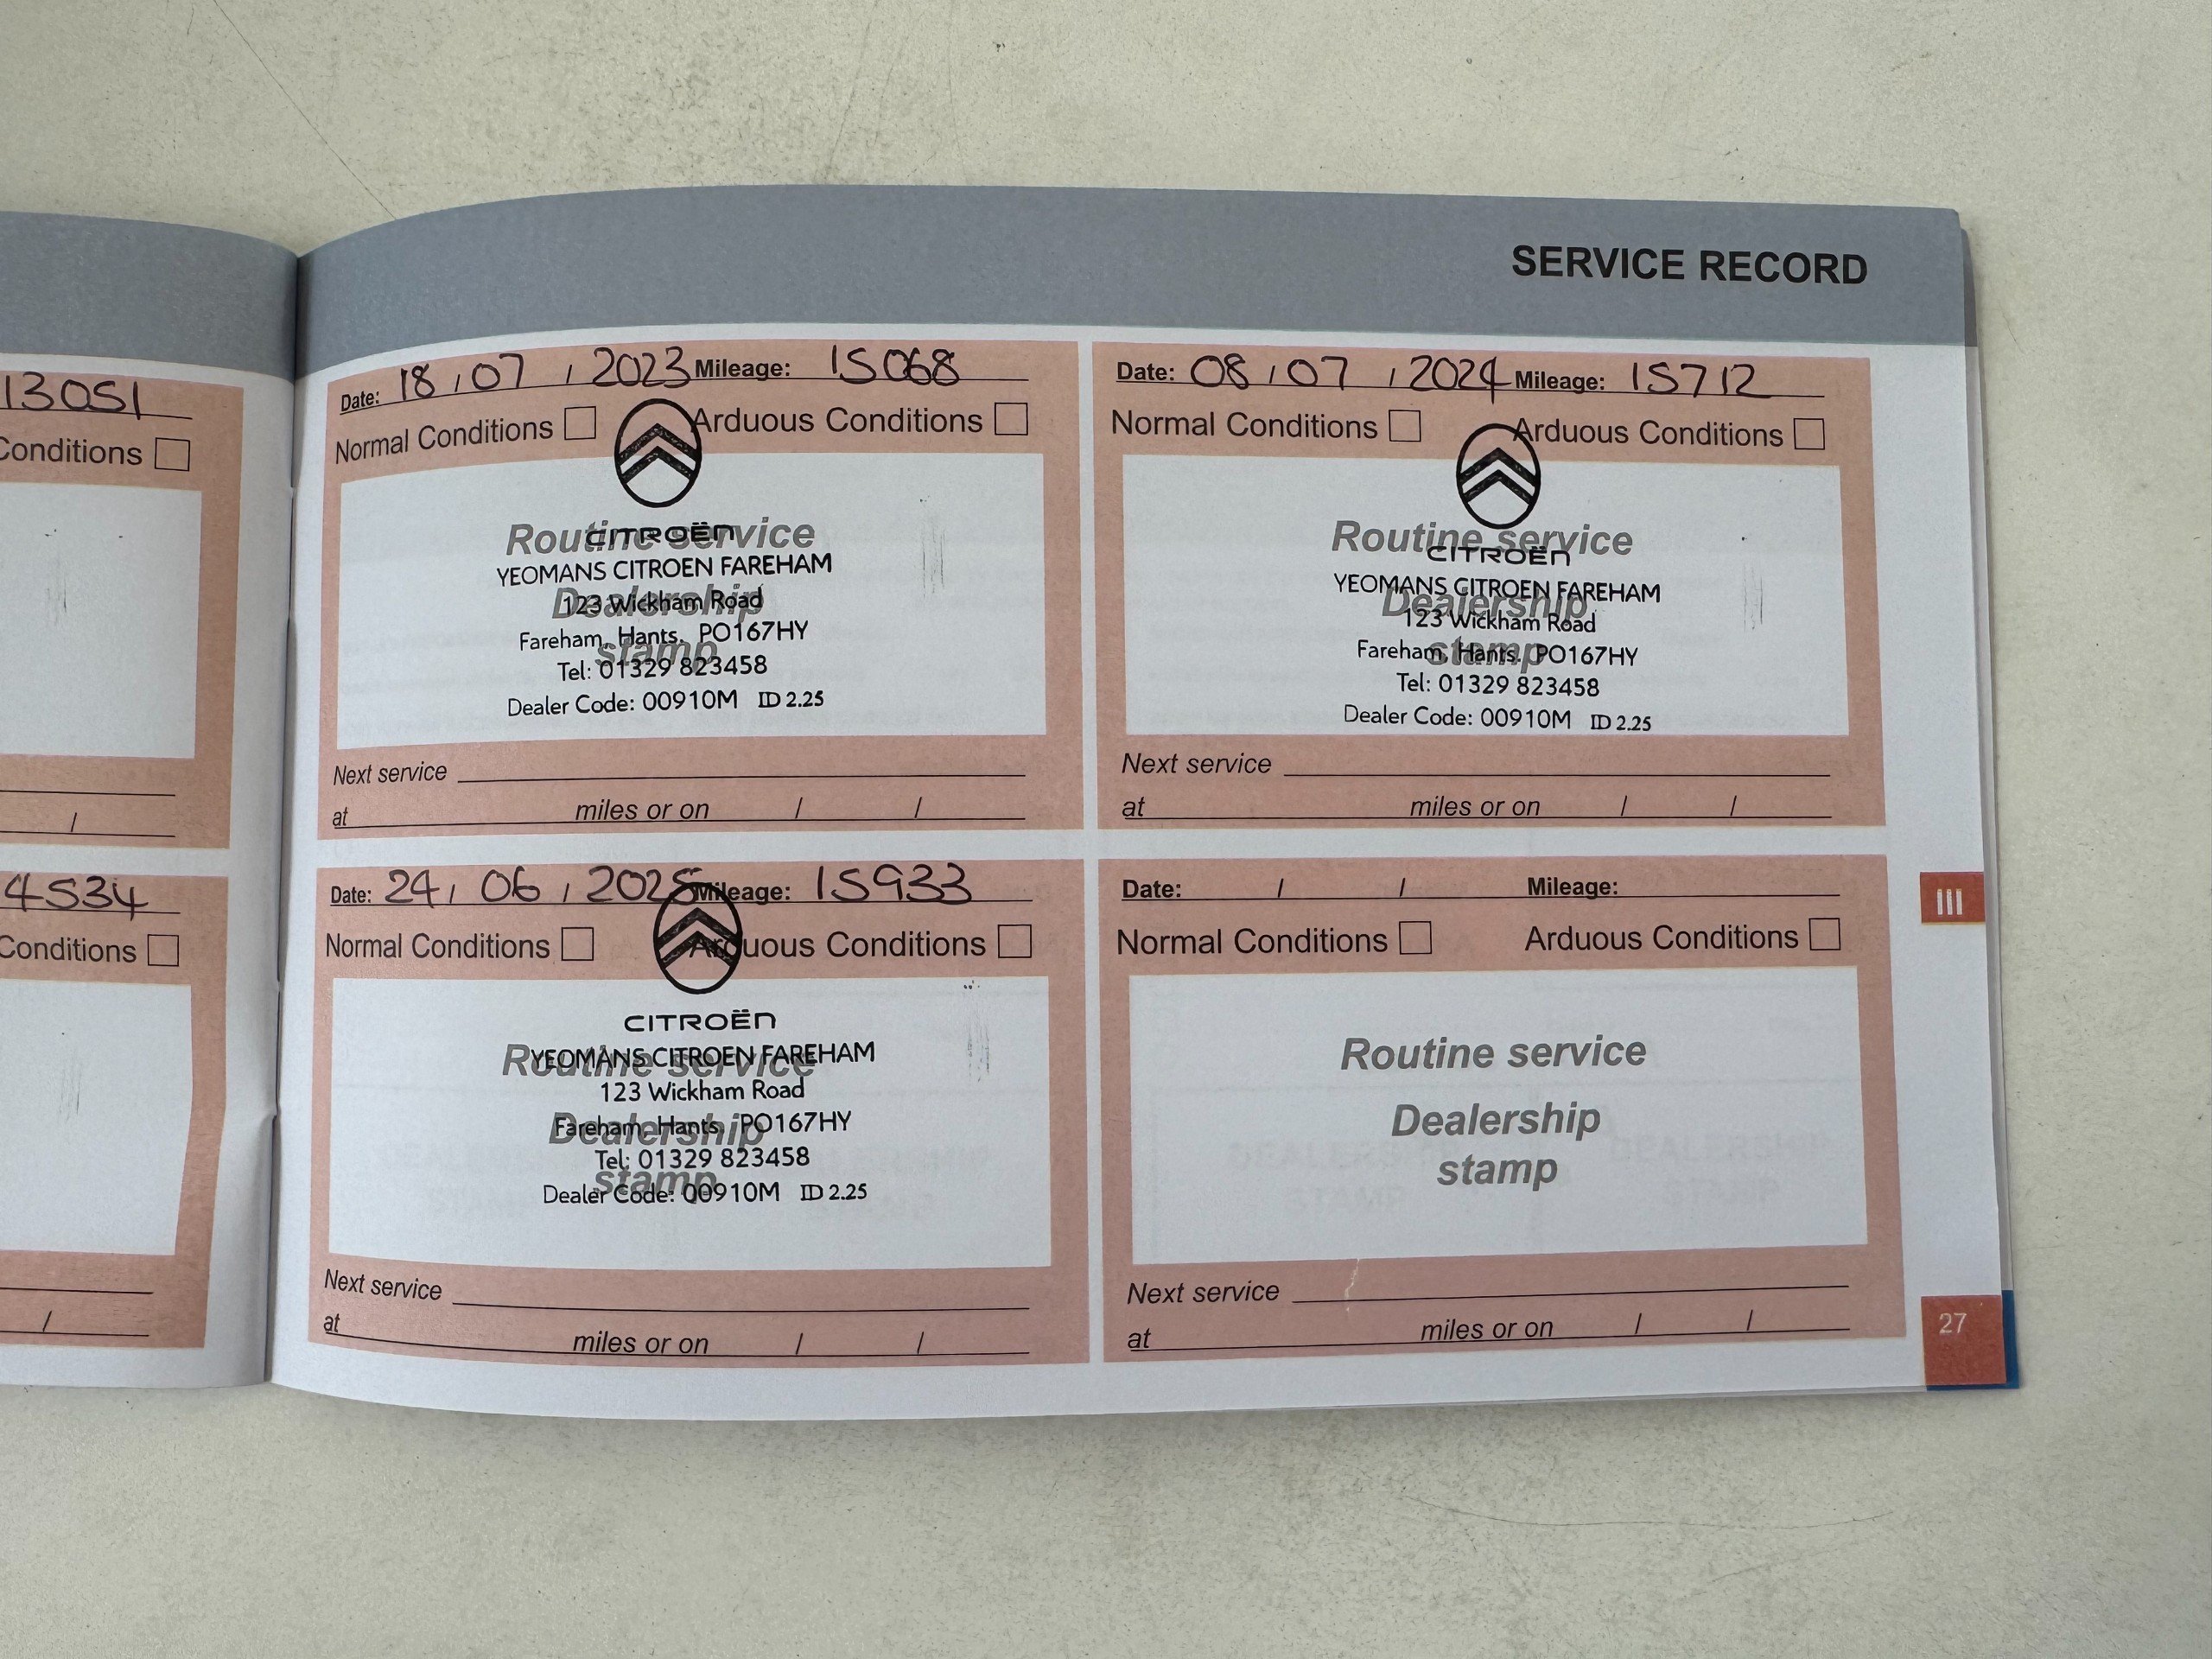 SERVICE RECORD
13051
Conditions
/
4534
Conditions
/
Date: 18 / 07 / 2023 Mileage: 15068
Normal Conditions Arduous Conditions
Routine service
CITROËN
YEOMANS CITROEN FAREHAM
Dealership
123 Wickham Road
Fareham, Hants. PO167HY
stamp
Tel: 01329 823458
Dealer Code: 00910M ID 2.25
Next service
at miles or on / /
Date: 08 / 07 / 2024 Mileage: 15712
Normal Conditions Arduous Conditions
Routine service
CITROËN
YEOMANS CITROEN FAREHAM
Dealership
123 Wickham Road
Fareham, Hants. PO167HY
stamp
Tel: 01329 823458
Dealer Code: 00910M ID 2.25
Next service
at miles or on / /
Date: 24 / 06 / 2025 Mileage: 15933
Normal Conditions Arduous Conditions
CITROËN
Routine service
YEOMANS CITROEN FAREHAM
123 Wickham Road
Dealership
Fareham, Hants. PO167HY
Tel: 01329 823458
stamp
Dealer Code: 00910M ID 2.25
Next service
at miles or on / /
Date: / / Mileage:
Normal Conditions Arduous Conditions
Routine service
Dealership
stamp
Next service
at miles or on / /
III
27